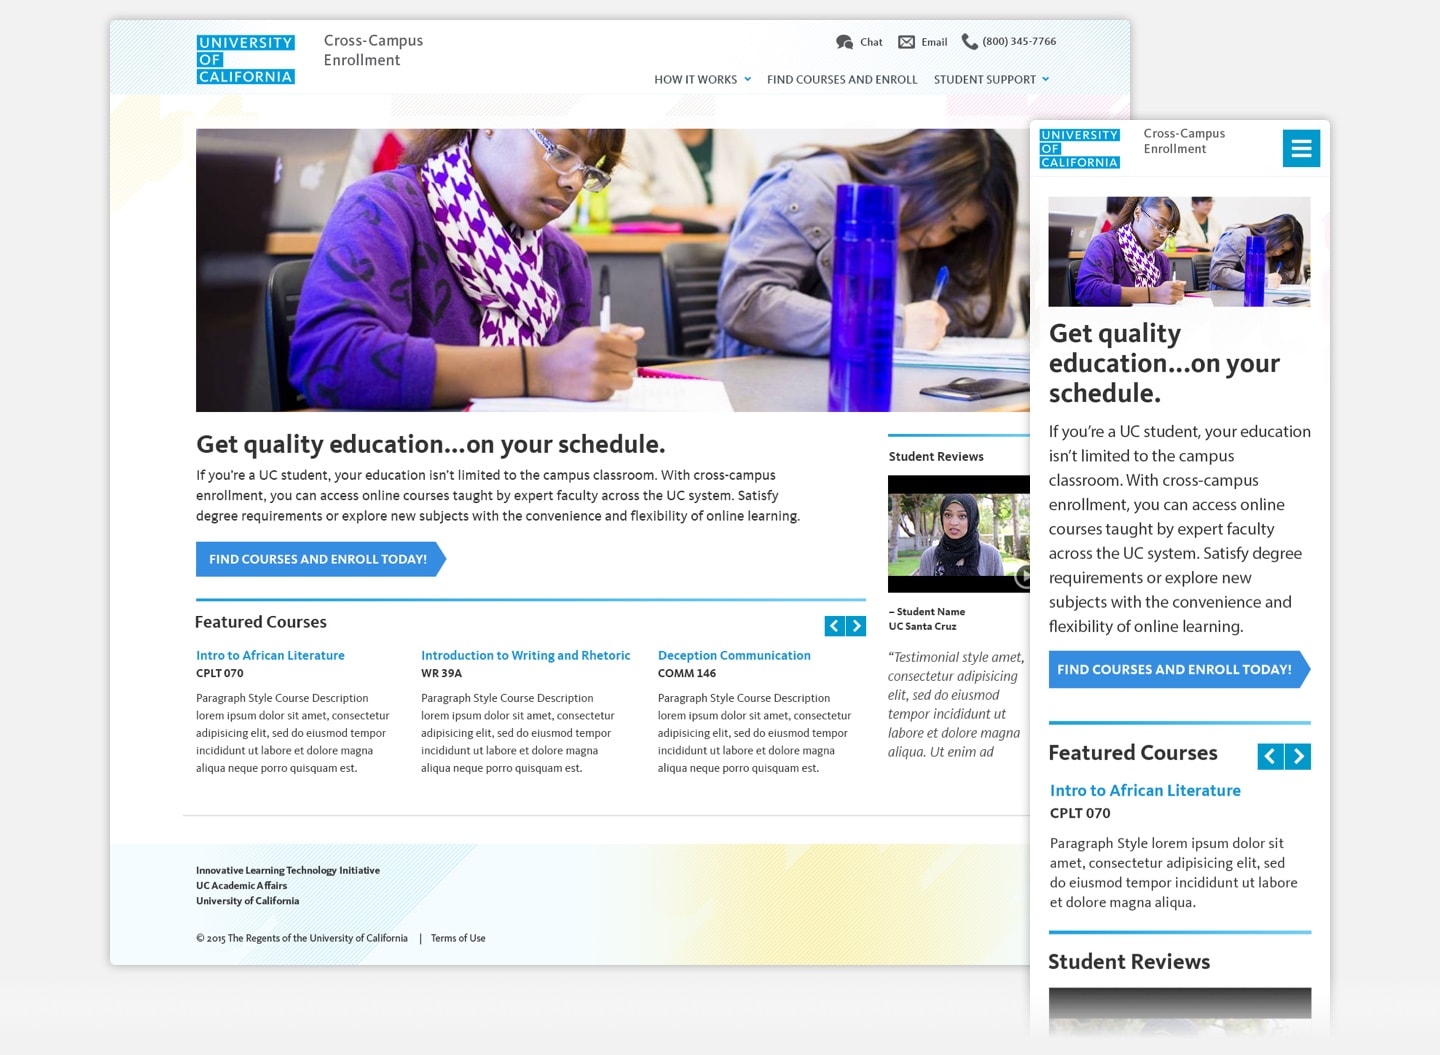 UNIVERSITY
OF
CALIFORNIA
Cross-Campus
Enrollment
Chat
Email
(800) 345-7766
HOW IT WORKS
FIND COURSES AND ENROLL
STUDENT SUPPORT
Get quality education...on your schedule.
If you're a UC student, your education isn't limited to the campus classroom. With cross-campus
enrollment, you can access online courses taught by expert faculty across the UC system. Satisfy
degree requirements or explore new subjects with the convenience and flexibility of online learning.
FIND COURSES AND ENROLL TODAY!
Featured Courses
Intro to African Literature
CPLT 070
Paragraph Style Course Description
lorem ipsum dolor sit amet, consectetur
adipisicing elit, sed do eiusmod tempor
incididunt ut labore et dolore magna
aliqua neque porro quisquam est.
Introduction to Writing and Rhetoric
WR 39A
Paragraph Style Course Description
lorem ipsum dolor sit amet, consectetur
adipisicing elit, sed do eiusmod tempor
incididunt ut labore et dolore magna
aliqua neque porro quisquam est.
Deception Communication
COMM 146
Paragraph Style Course Description
lorem ipsum dolor sit amet, consectetur
adipisicing elit, sed do eiusmod tempor
incididunt ut labore et dolore magna
aliqua neque porro quisquam est.
Student Reviews
– Student Name
UC Santa Cruz
“Testimonial style amet,
consectetur adipisicing
elit, sed do eiusmod
tempor incididunt ut
labore et dolore magna
aliqua. Ut enim ad
Innovative Learning Technology Initiative
UC Academic Affairs
University of California
© 2015 The Regents of the University of California | Terms of Use
UNIVERSITY
OF
CALIFORNIA
Cross-Campus
Enrollment
Get quality
education...on your
schedule.
If you’re a UC student, your education
isn’t limited to the campus
classroom. With cross-campus
enrollment, you can access online
courses taught by expert faculty
across the UC system. Satisfy degree
requirements or explore new
subjects with the convenience and
flexibility of online learning.
FIND COURSES AND ENROLL TODAY!
Featured Courses
Intro to African Literature
CPLT 070
Paragraph Style lorem ipsum dolor sit
amet, consectetur adipisicing elit, sed
do eiusmod tempor incididunt ut labore
et dolore magna aliqua.
Student Reviews